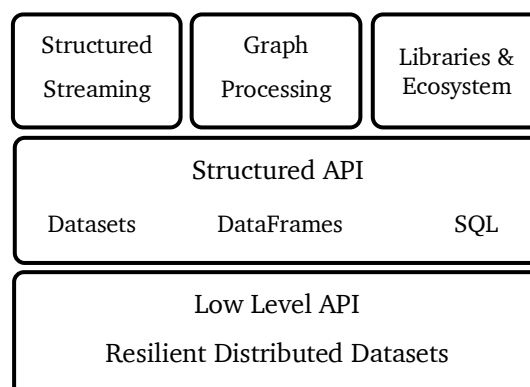 Structured
Streaming
Graph
Processing
Libraries &
Ecosystem
Structured API
Datasets DataFrames SQL
Low Level API
Resilient Distributed Datasets